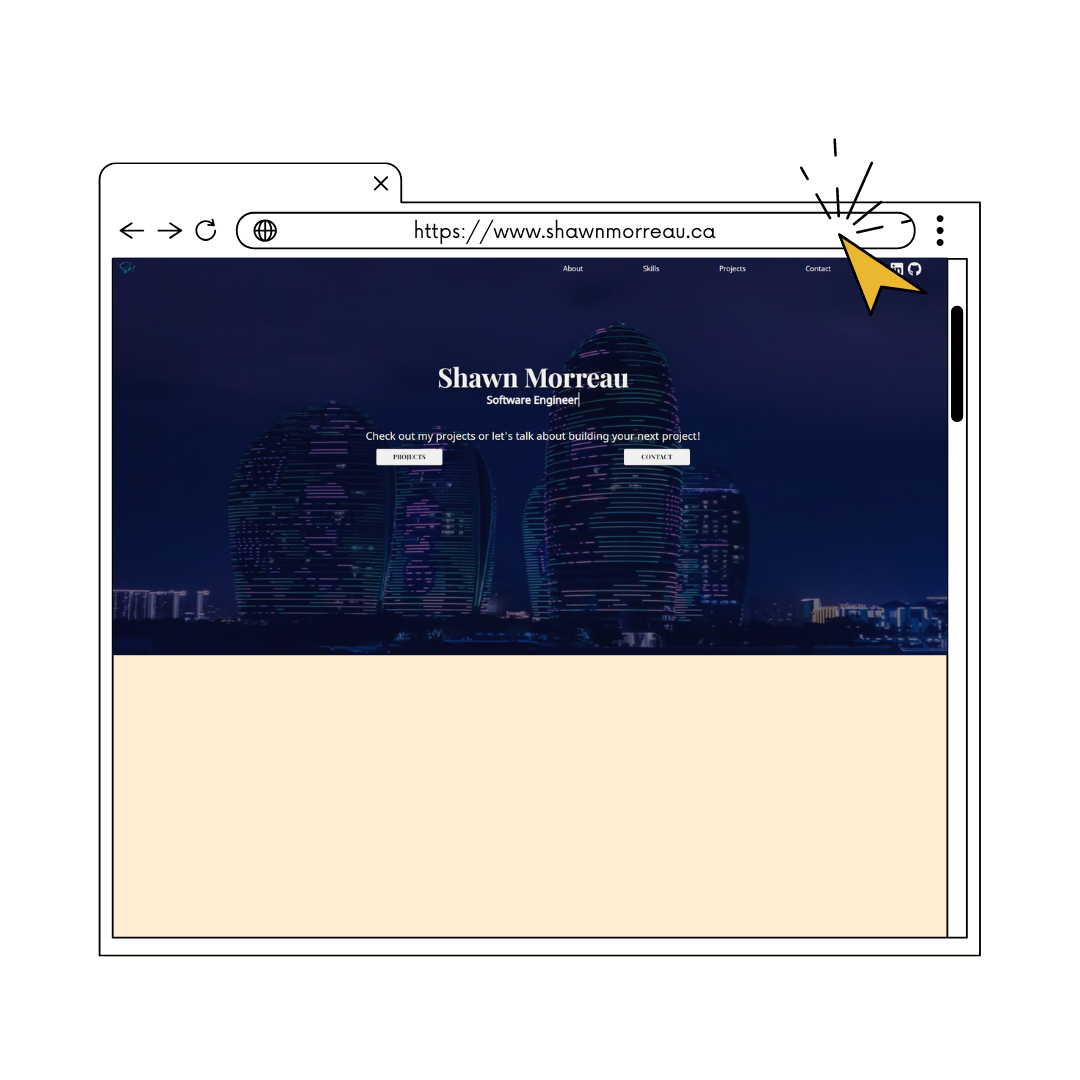 https://www.shawnmorreau.ca
About Skills Projects Contact in
Shawn Morreau
Software Engineer
Check out my projects or let's talk about building your next project!
PROJECTS CONTACT